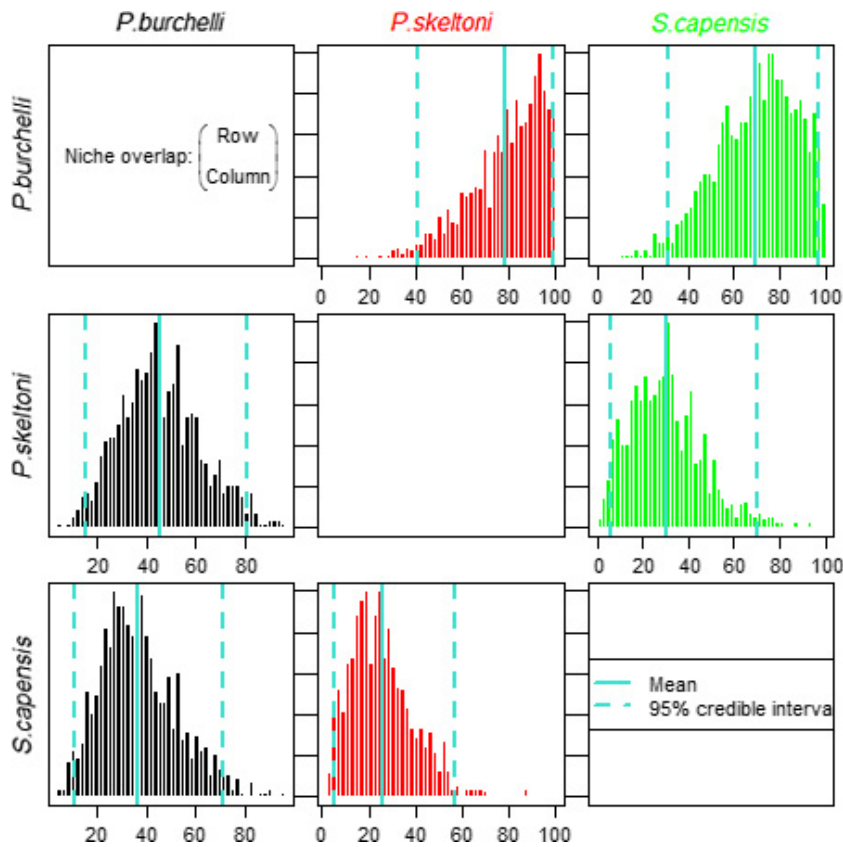 P.burchelli P.skeltoni S.capensis
P.burchelli
Niche overlap: ( Row
Column )
0 20 40 60 80 100
0 20 40 60 80 100
P.skeltoni
20 40 60 80
0 20 40 60 80 100
S.capensis
Mean
95% credible interva
20 40 60 80
0 20 40 60 80 100